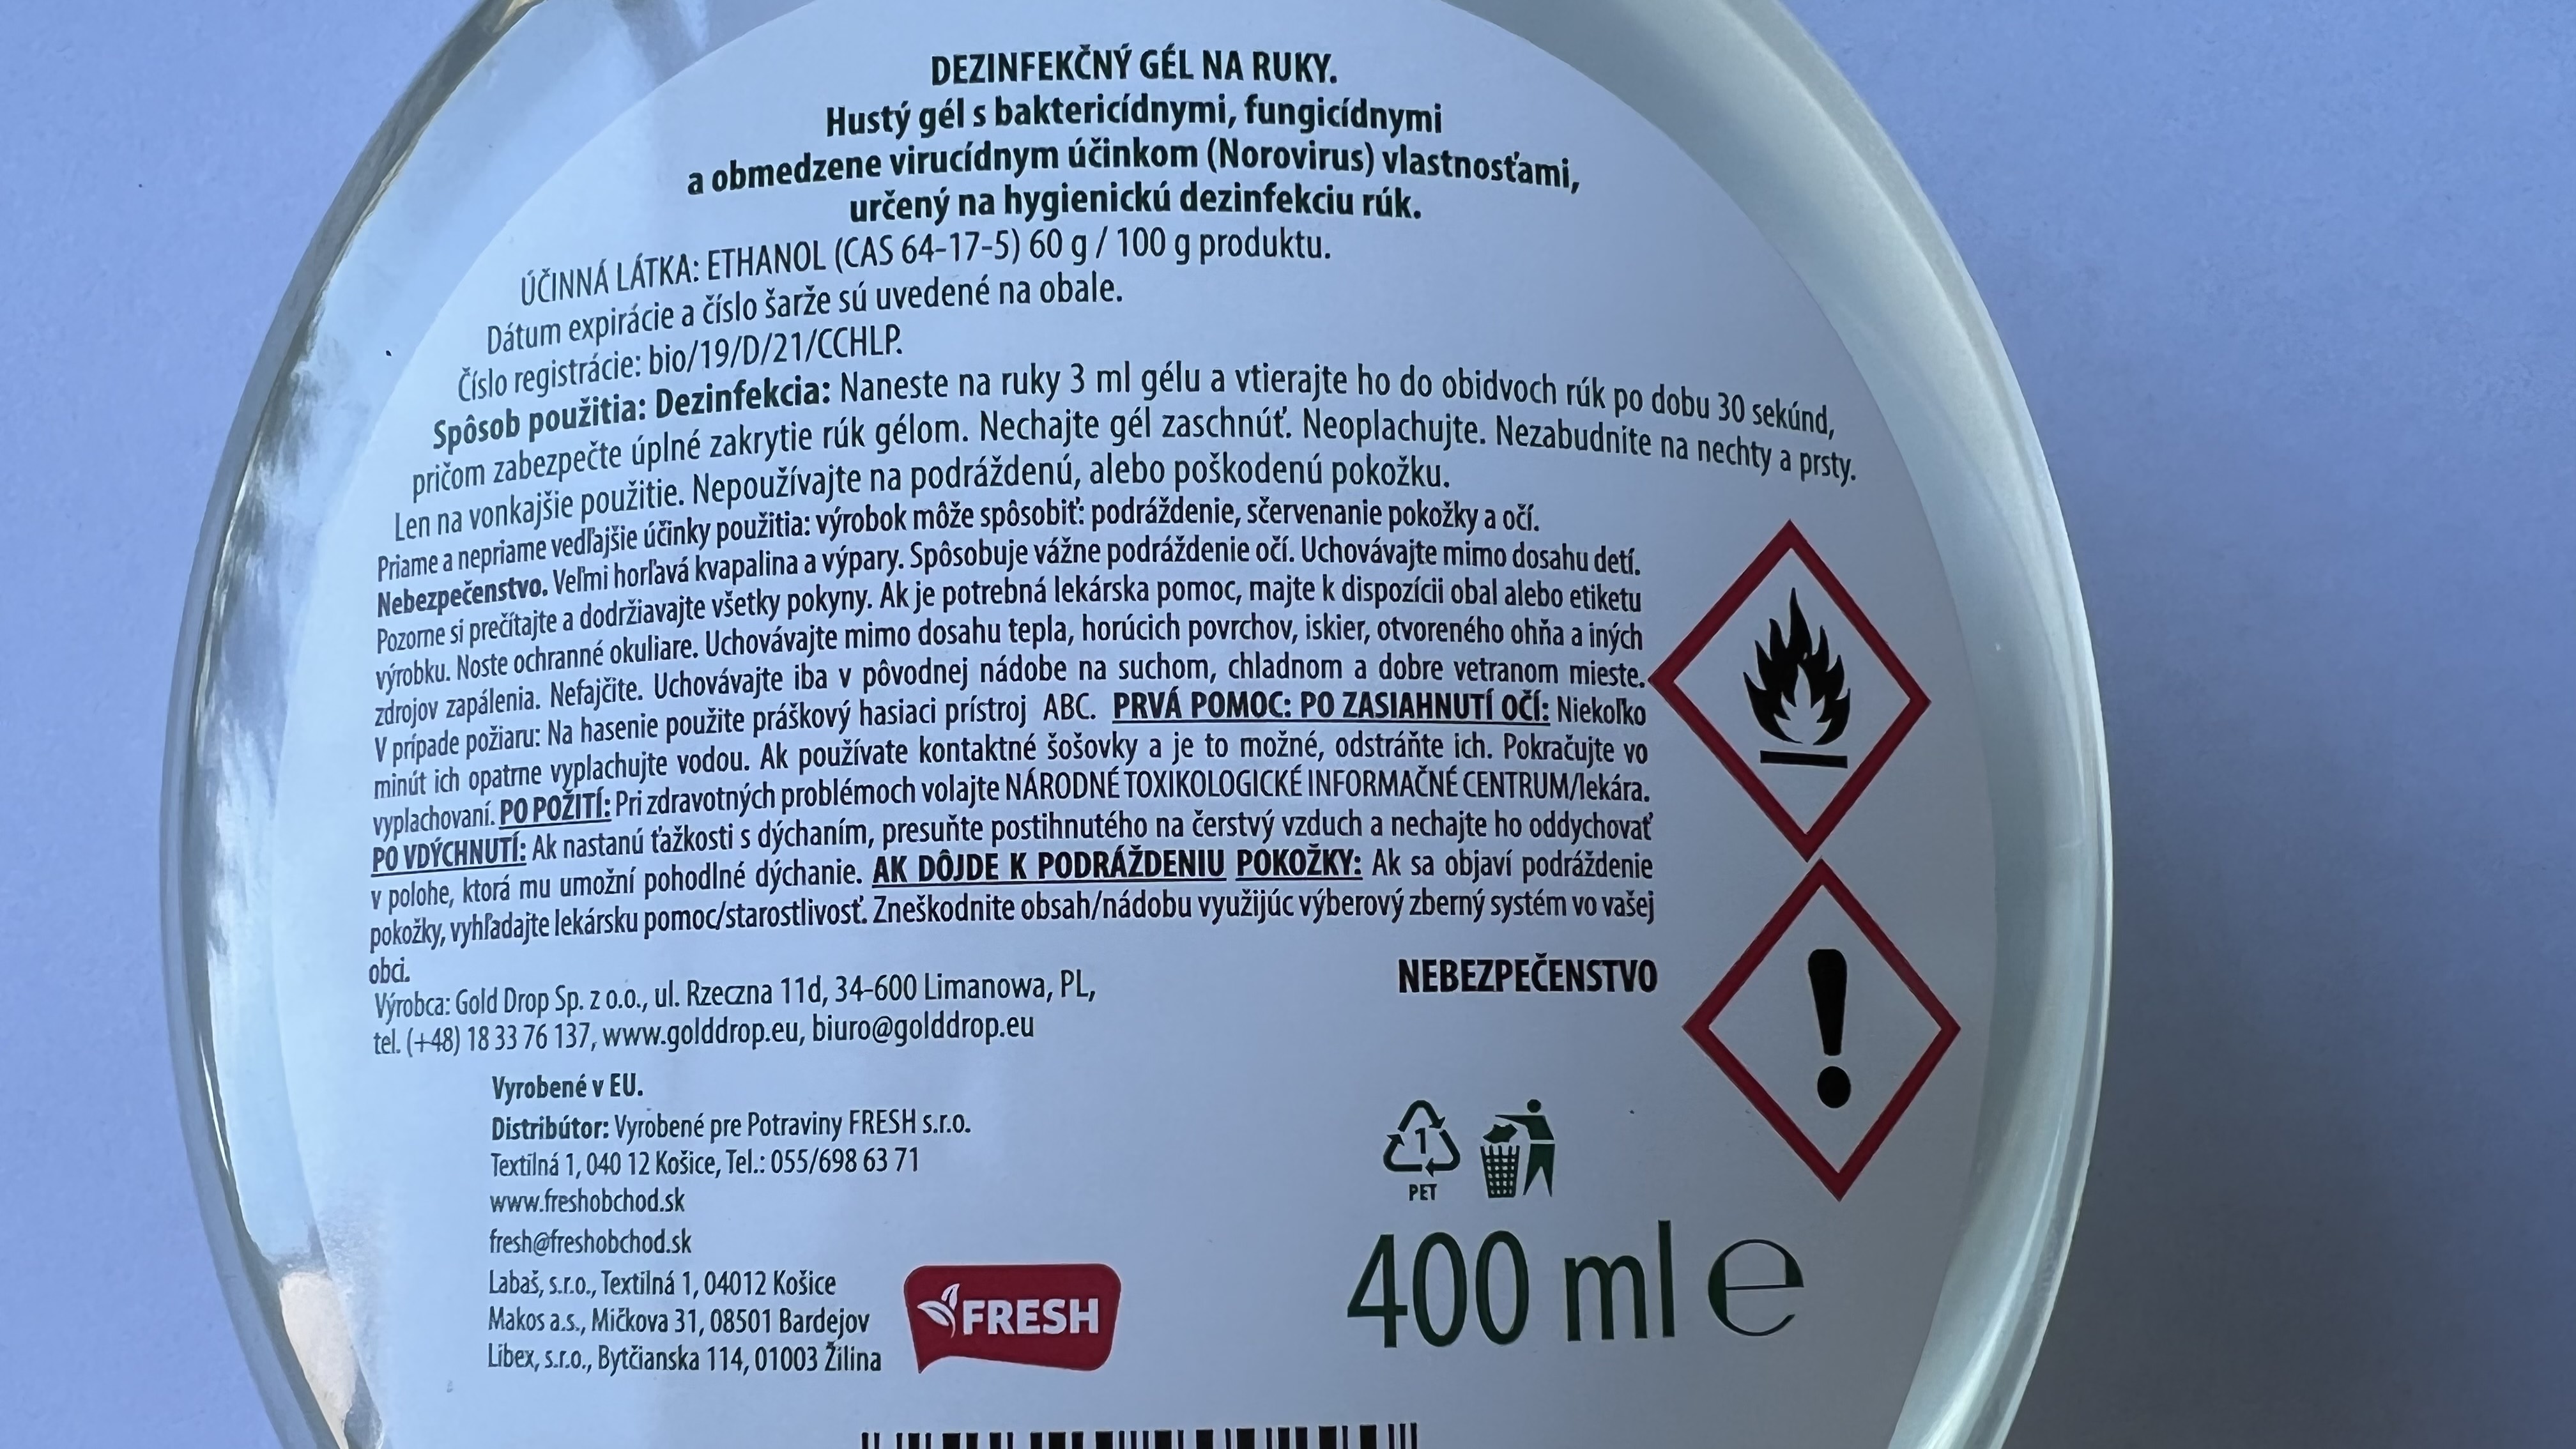 DEZINFEKČNÝ GÉL NA RUKY.
Hustý gél s baktericídnymi, fungicídnymi
a obmedzene virucídnym účinkom (Norovirus) vlastnosťami,
určený na hygienickú dezinfekciu rúk.
ÚČINNÁ LÁTKA: ETHANOL (CAS 64-17-5) 60 g / 100 g produktu.
Dátum expirácie a číslo šarže sú uvedené na obale.
Číslo registrácie: bio/19/D/21/CCHLP.
Spôsob použitia: Dezinfekcia: Naneste na ruky 3 ml gélu a vtierajte ho do obidvoch rúk po dobu 30 sekúnd,
pričom zabezpečte úplné zakrytie rúk gélom. Nechajte gél zaschnúť. Neoplachujte. Nezabudnite na nechty a prsty.
Len na vonkajšie použitie. Nepoužívajte na podráždenú, alebo poškodenú pokožku.
Priame a nepriame vedľajšie účinky použitia: výrobok môže spôsobiť: podráždenie, sčervenanie pokožky a očí.
Nebezpečenstvo. Veľmi horľavá kvapalina a výpary. Spôsobuje vážne podráždenie očí. Uchovávajte mimo dosahu detí.
Pozorne si prečítajte a dodržiavajte všetky pokyny. Ak je potrebná lekárska pomoc, majte k dispozícii obal alebo etiketu
výrobku. Noste ochranné okuliare. Uchovávajte mimo dosahu tepla, horúcich povrchov, iskier, otvoreného ohňa a iných
zdrojov zapálenia. Nefajčite. Uchovávajte iba v pôvodnej nádobe na suchom, chladnom a dobre vetranom mieste.
V prípade požiaru: Na hasenie použite práškový hasiaci prístroj ABC. PRVÁ POMOC: PO ZASIAHNUTÍ OČÍ: Niekoľko
minút ich opatrne vyplachujte vodou. Ak používate kontaktné šošovky a je to možné, odstráňte ich. Pokračujte vo
vyplachovaní. PO POŽITÍ: Pri zdravotných problémoch volajte NÁRODNÉ TOXIKOLOGICKÉ INFORMAČNÉ CENTRUM/lekára.
PO VDÝCHNUTÍ: Ak nastanú ťažkosti s dýchaním, presuňte postihnutého na čerstvý vzduch a nechajte ho oddychovať
v polohe, ktorá mu umožní pohodlné dýchanie. AK DÔJDE K PODRÁŽDENIU POKOŽKY: Ak sa objaví podráždenie
pokožky, vyhľadajte lekársku pomoc/starostlivosť. Zneškodnite obsah/nádobu využijúc výberový zberný systém vo vašej
obci.
NEBEZPEČENSTVO
Výrobca: Gold Drop Sp. z o.o., ul. Rzeczna 11d, 34-600 Limanowa, PL,
tel. (+48) 18 33 76 137, www.golddrop.eu, biuro@golddrop.eu
Vyrobené v EU.
Distribútor: Vyrobené pre Potraviny FRESH s.r.o.
Textilná 1, 040 12 Košice, Tel.: 055/698 63 71
www.freshobchod.sk
fresh@freshobchod.sk
Labaš, s.r.o., Textilná 1, 04012 Košice
Makos a.s., Mičkova 31, 08501 Bardejov
Libex, s.r.o., Bytčianska 114, 01003 Žilina
FRESH
1
PET
400 ml e